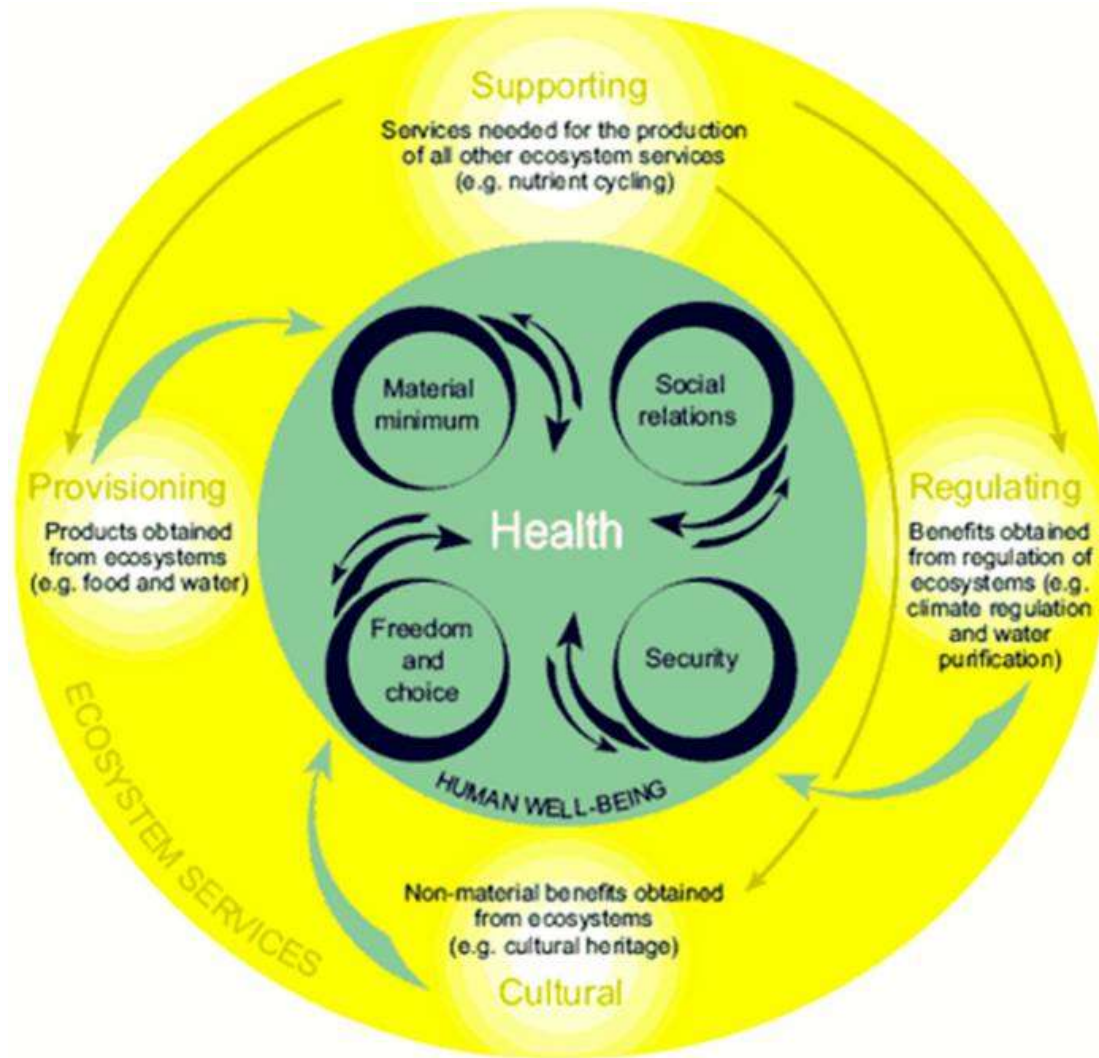 Supporting
Services needed for the production
of all other ecosystem services
(e.g. nutrient cycling)
Material
minimum
Social
relations
Provisioning
Products obtained
from ecosystems
(e.g. food and water)
Health
Regulating
Benefits obtained
from regulation of
ecosystems (e.g.
climate regulation
and water
purification)
Freedom
and
choice
Security
HUMAN WELL-BEING
ECOSYSTEM SERVICES
Non-material benefits obtained
from ecosystems
(e.g. cultural heritage)
Cultural